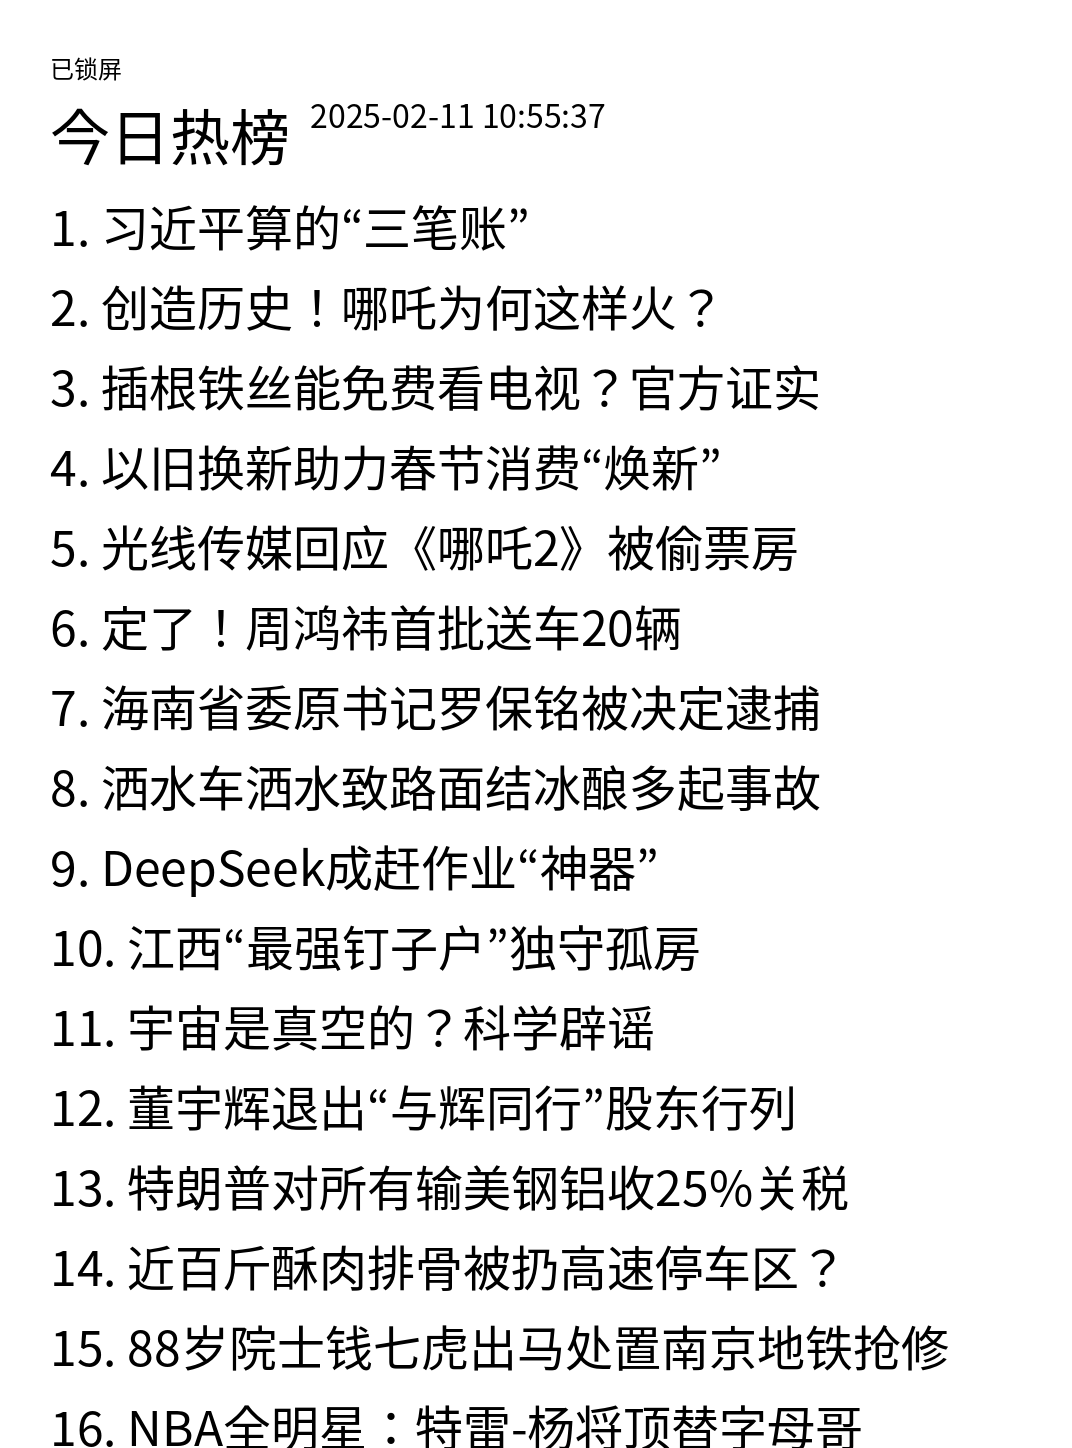 已锁屏
今日热榜 2025-02-11 10:55:37
1. 习近平算的“三笔账”
2. 创造历史！哪吒为何这样火？
3. 插根铁丝能免费看电视？官方证实
4. 以旧换新助力春节消费“焕新”
5. 光线传媒回应《哪吒2》被偷票房
6. 定了！周鸿祎首批送车20辆
7. 海南省委原书记罗保铭被决定逮捕
8. 洒水车洒水致路面结冰酿多起事故
9. DeepSeek成赶作业“神器”
10. 江西“最强钉子户”独守孤房
11. 宇宙是真空的？科学辟谣
12. 董宇辉退出“与辉同行”股东行列
13. 特朗普对所有输美钢铝收25%关税
14. 近百斤酥肉排骨被扔高速停车区？
15. 88岁院士钱七虎出马处置南京地铁抢修
16. NBA全明星：特雷-杨将顶替字母哥